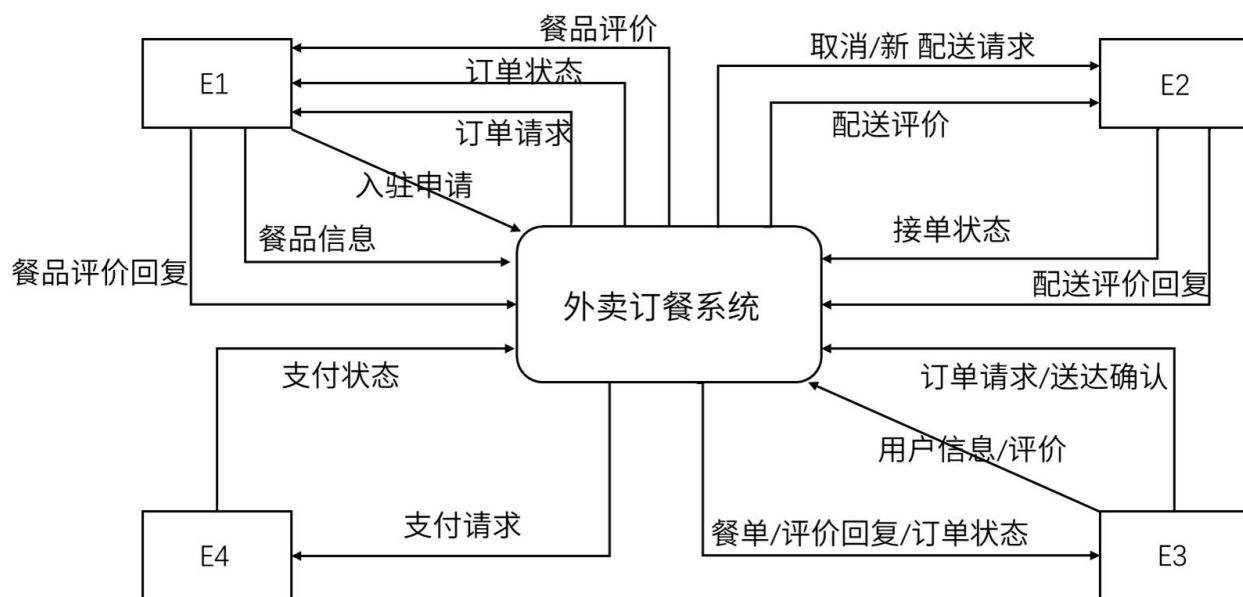 餐品评价
取消/新 配送请求
E1
订单状态
E2
订单请求
配送评价
入驻申请
餐品信息
接单状态
餐品评价回复
配送评价回复
外卖订餐系统
支付状态
订单请求/送达确认
用户信息/评价
支付请求
餐单/评价回复/订单状态
E4
E3